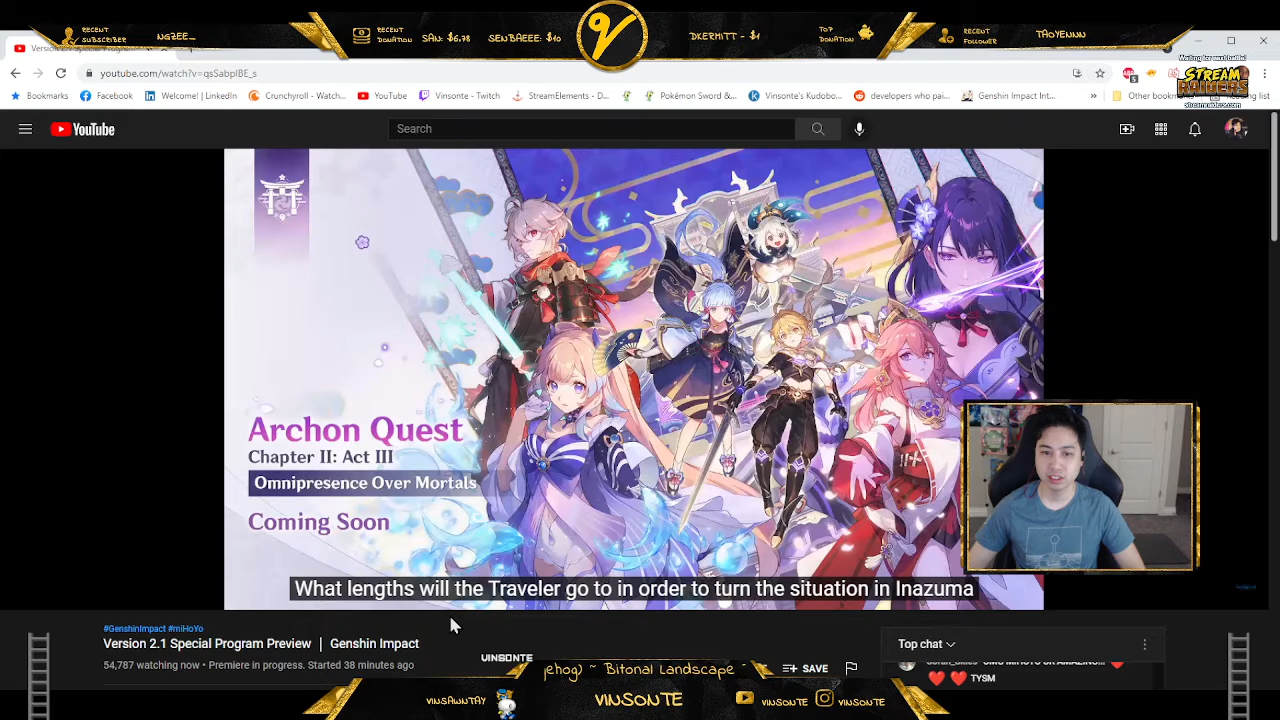 RECENT SUBSCRIBER
NGZEE_
RECENT DONATION
SAN: $6.78
SENBAEEE: $10
DKERMITT - $1
TOP DONATION
RECENT FOLLOWER
TAOYENNN
youtube.com/watch?v=qsSabpIBE_s
Waiting for next battle!
STREAM RAIDERS
Bookmarks
Facebook
Welcome! | LinkedIn
Crunchyroll - Watch...
YouTube
Vinsonte - Twitch
StreamElements - D...
Pokémon Sword &...
Vinsonte's Kudobo...
developers who pai...
Genshin Impact Int...
»
YouTube
Search
Archon Quest
Chapter II: Act III
Omnipresence Over Mortals
Coming Soon
What lengths will the Traveler go to in order to turn the situation in Inazuma
#GenshinImpact #miHoYo
Version 2.1 Special Program Preview | Genshin Impact
54,787 watching now • Premiere in progress. Started 38 minutes ago
VINSONTE
SAVE
Top chat
TYSM
~ Bitonal Landscape ~
VINSAWNTAY
VINSONTE
VINSONTE
VINSONTE